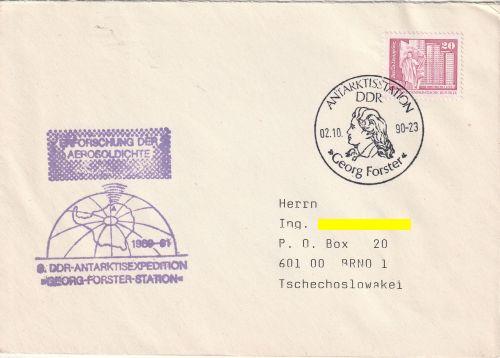 20
ANTARKTISSTATION
DDR
02.10. 90-23
»Georg Forster«
ERFORSCHUNG DER
AEROSOLDICHTE
1989-91
3. DDR-ANTARKTISEXPEDITION
»GEORG-FORSTER-STATION«
Herrn
Ing.
P. O. Box 20
601 00 BRNO 1
Tschechoslowakei